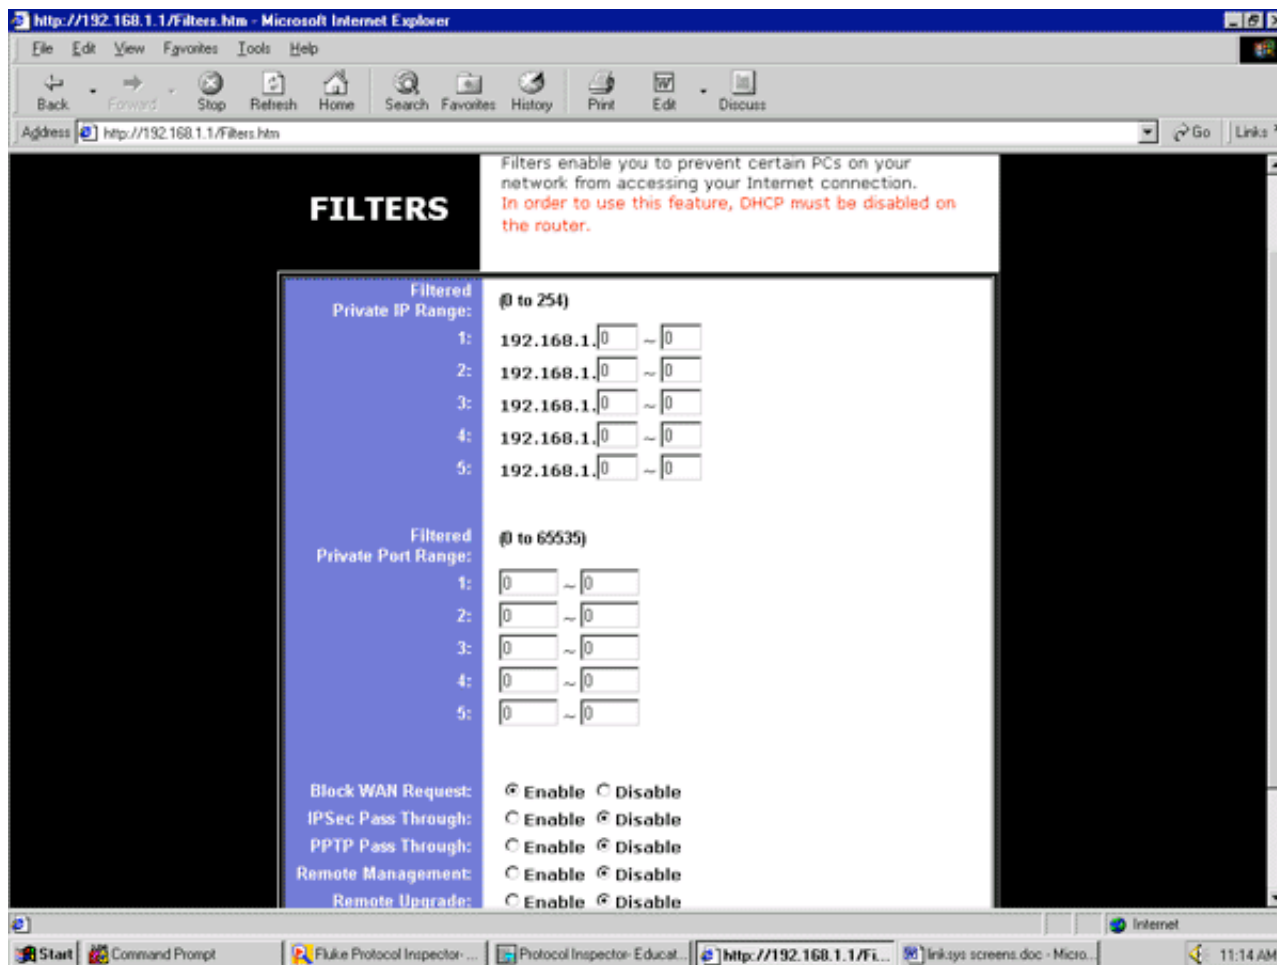 http://192.168.1.1/Filters.htm - Microsoft Internet Explorer
File Edit View Favorites Tools Help
Back Forward Stop Refresh Home Search Favorites History Print Edit Discuss
Address http://192.168.1.1/Filters.htm Go Links
Filters enable you to prevent certain PCs on your
network from accessing your Internet connection.
FILTERS
In order to use this feature, DHCP must be disabled on
the router.
Filtered
Private IP Range: (0 to 254)
1: 192.168.1.0 ~ 0
2: 192.168.1.0 ~ 0
3: 192.168.1.0 ~ 0
4: 192.168.1.0 ~ 0
5: 192.168.1.0 ~ 0
Filtered
Private Port Range: (0 to 65535)
1: 0 ~ 0
2: 0 ~ 0
3: 0 ~ 0
4: 0 ~ 0
5: 0 ~ 0
Block WAN Request: Enable Disable
IPSec Pass Through: Enable Disable
PPTP Pass Through: Enable Disable
Remote Management: Enable Disable
Remote Upgrade: Enable Disable
Internet
Start Command Prompt Fluke Protocol Inspector- ... Protocol Inspector- Educat... http://192.168.1.1/Fi... linksys screens.doc - Micro... 11:14 AM